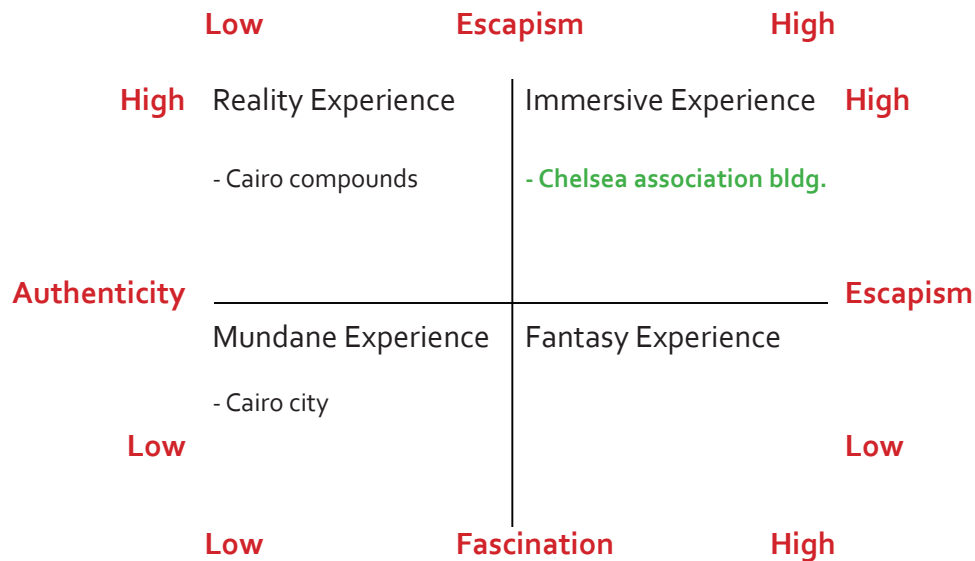 Low Escapism High
High Reality Experience Immersive Experience High
- Cairo compounds - Chelsea association bldg.
Authenticity Escapism
Mundane Experience Fantasy Experience
- Cairo city
Low Low
Low Fascination High